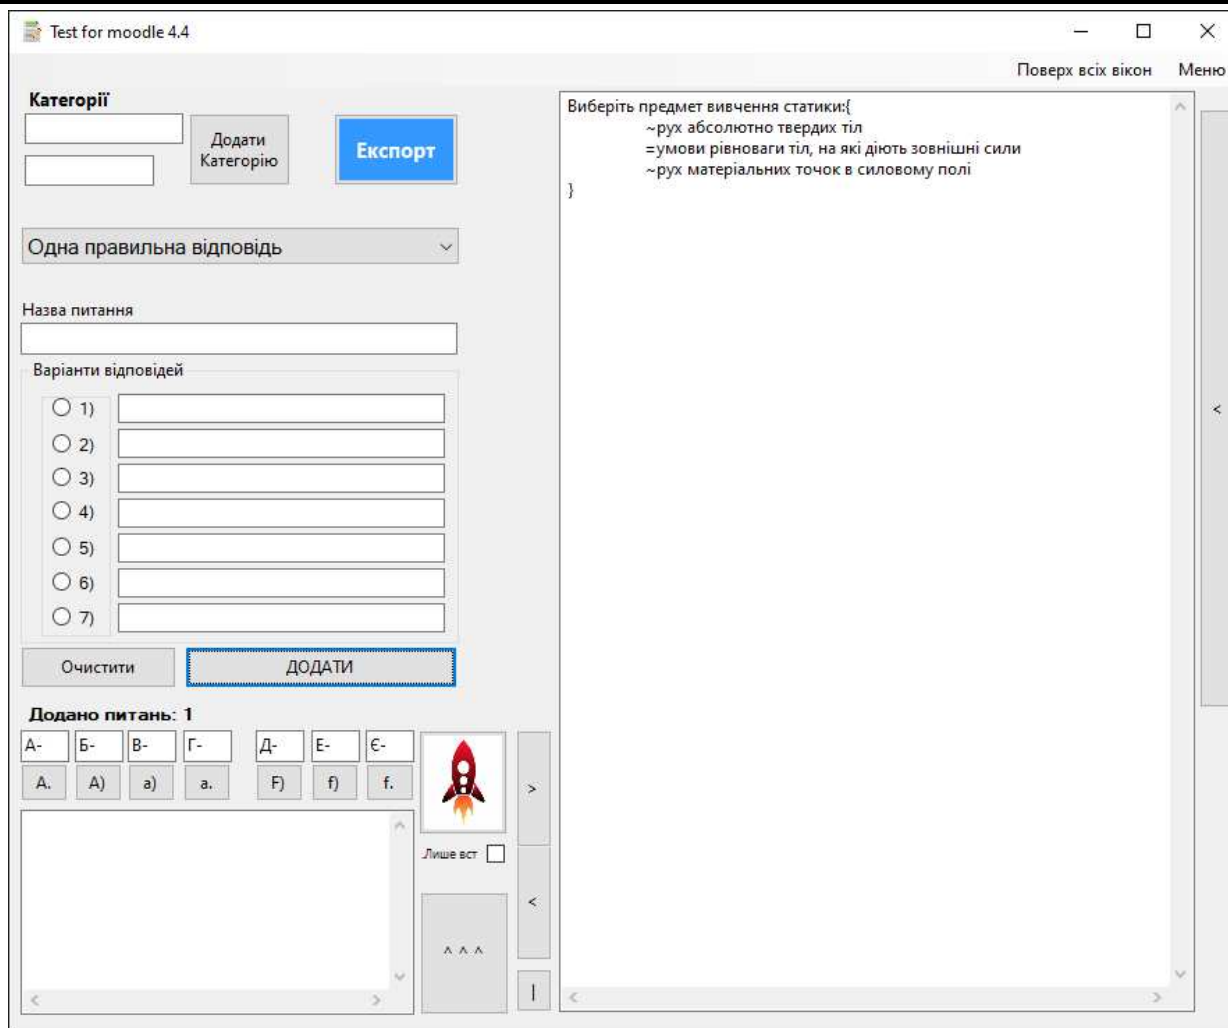 Test for moodle 4.4
Поверх всіх вікон Меню
Категорії
Додати
Категорію
Експорт
Одна правильна відповідь
Назва питання
Варіанти відповідей
1)
2)
3)
4)
5)
6)
7)
Очистити ДОДАТИ
Додано питань: 1
А- Б- В- Г- Д- Е- Є-
А. А) а) а. F) f) f.
Лише вст
>
<
^ ^ ^
|
Виберіть предмет вивчення статики:{
~рух абсолютно твердих тіл
=умови рівноваги тіл, на які діють зовнішні сили
~рух матеріальних точок в силовому полі
}
<